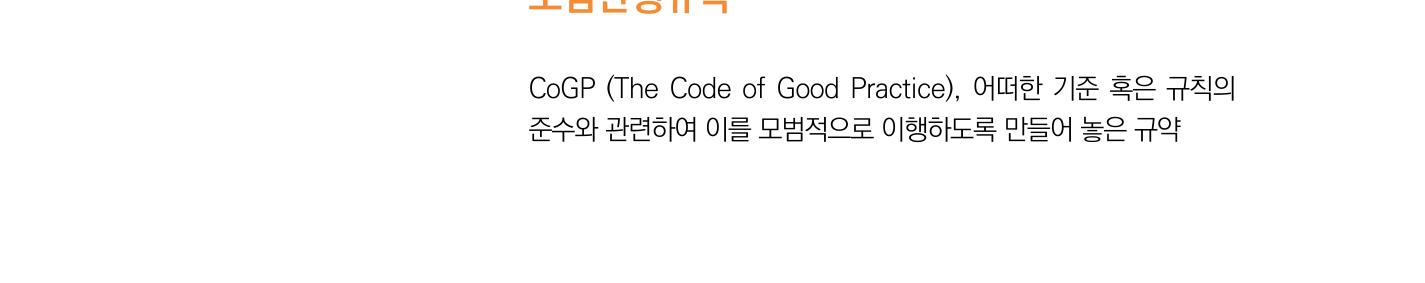 CoGP (The Code of Good Practice), 어떠한 기준 혹은 규칙의
준수와 관련하여 이를 모범적으로 이행하도록 만들어 놓은 규약